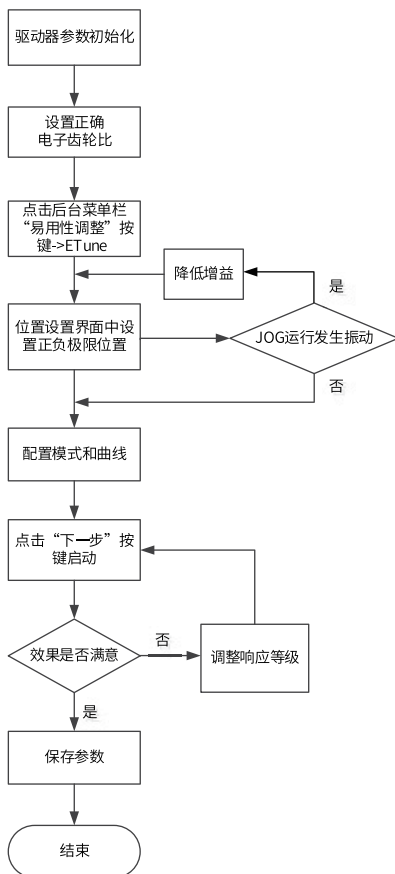 驱动器参数初始化
设置正确
电子齿轮比
点击后台菜单栏
“易用性调整”按
键->ETune
降低增益
是
位置设置界面中设
置正负极限位置
JOG运行发生振动
否
配置模式和曲线
点击“下一步”按
键启动
否
效果是否满意
调整响应等级
是
保存参数
结束